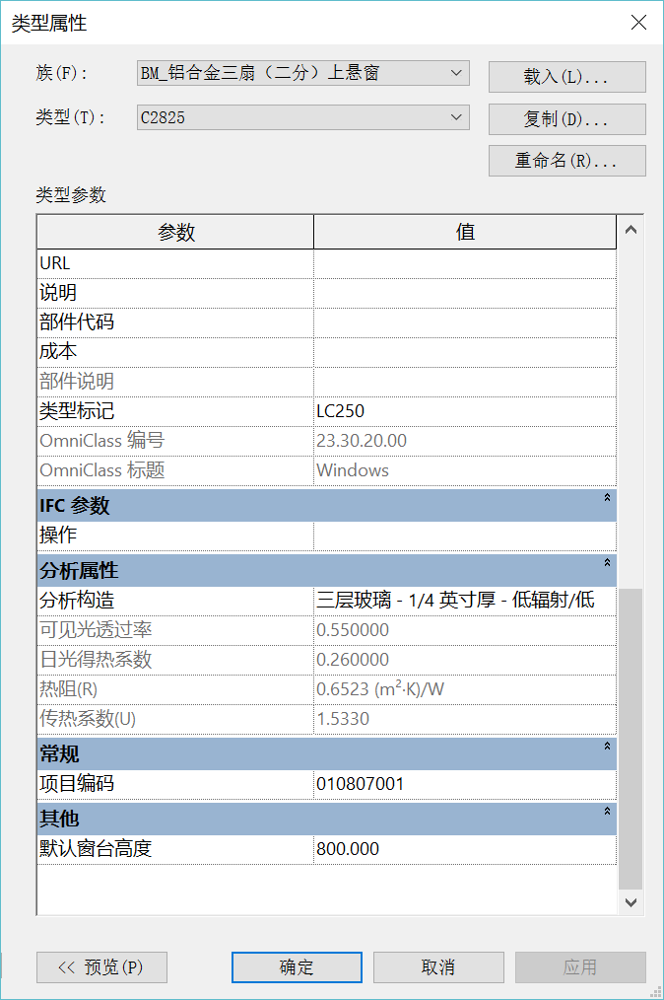 类型属性
族(F): BM_铝合金三扇（二分）上悬窗 载入(L)...
类型(T): C2825 复制(D)...
重命名(R)...
类型参数
参数 值
URL
说明
部件代码
成本
部件说明
类型标记 LC250
OmniClass 编号 23.30.20.00
OmniClass 标题 Windows
IFC 参数
操作
分析属性
分析构造 三层玻璃 - 1/4 英寸厚 - 低辐射/低
可见光透过率 0.550000
日光得热系数 0.260000
热阻(R) 0.6523 (m²·K)/W
传热系数(U) 1.5330
常规
项目编码 010807001
其他
默认窗台高度 800.000
<< 预览(P) 确定 取消 应用